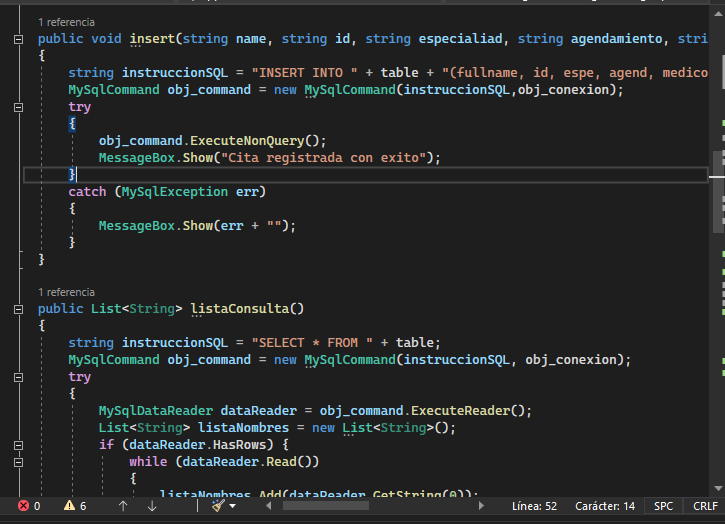 1 referencia
public void insert(string name, string id, string especialiad, string agendamiento, stri
{
string instruccionSQL = "INSERT INTO " + table + "(fullname, id, espe, agend, medico
MySqlCommand obj_command = new MySqlCommand(instruccionSQL,obj_conexion);
try
{
obj_command.ExecuteNonQuery();
MessageBox.Show("Cita registrada con exito");
}
catch (MySqlException err)
{
MessageBox.Show(err + "");
}
}
1 referencia
public List<String> listaConsulta()
{
string instruccionSQL = "SELECT * FROM " + table;
MySqlCommand obj_command = new MySqlCommand(instruccionSQL, obj_conexion);
try
{
MySqlDataReader dataReader = obj_command.ExecuteReader();
List<String> listaNombres = new List<String>();
if (dataReader.HasRows) {
while (dataReader.Read())
{
listaNombres.Add(dataReader.GetString(0));
0 6 Línea: 52 Carácter: 14 SPC CRLF